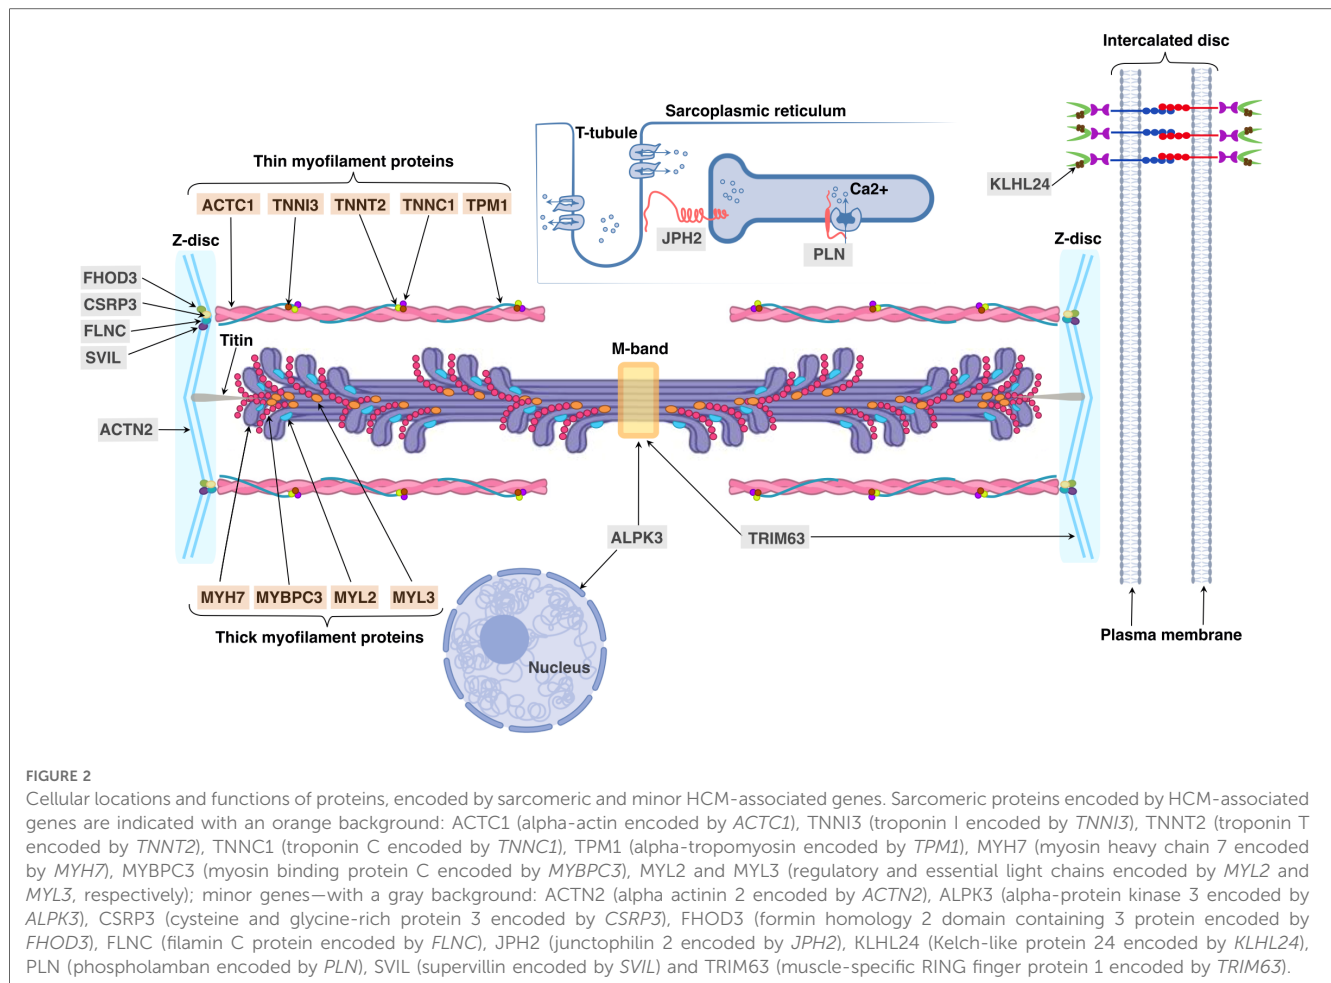 Intercalated disc
Sarcoplasmic reticulum
T-tubule
Thin myofilament proteins
KLHL24
Ca2+
ACTC1 TNNI3 TNNT2 TNNC1 TPM1
JPH2
PLN
Z-disc
Z-disc
FHOD3
CSRP3
FLNC
SVIL
Titin
M-band
ACTN2
ALPK3
TRIM63
MYH7 MYBPC3 MYL2 MYL3
Thick myofilament proteins
Plasma membrane
Nucleus
FIGURE 2
Cellular locations and functions of proteins, encoded by sarcomeric and minor HCM-associated genes. Sarcomeric proteins encoded by HCM-associated
genes are indicated with an orange background: ACTC1 (alpha-actin encoded by ACTC1), TNNI3 (troponin I encoded by TNNI3), TNNT2 (troponin T
encoded by TNNT2), TNNC1 (troponin C encoded by TNNC1), TPM1 (alpha-tropomyosin encoded by TPM1), MYH7 (myosin heavy chain 7 encoded
by MYH7), MYBPC3 (myosin binding protein C encoded by MYBPC3), MYL2 and MYL3 (regulatory and essential light chains encoded by MYL2 and
MYL3, respectively); minor genes—with a gray background: ACTN2 (alpha actinin 2 encoded by ACTN2), ALPK3 (alpha-protein kinase 3 encoded by
ALPK3), CSRP3 (cysteine and glycine-rich protein 3 encoded by CSRP3), FHOD3 (formin homology 2 domain containing 3 protein encoded by
FHOD3), FLNC (filamin C protein encoded by FLNC), JPH2 (junctophilin 2 encoded by JPH2), KLHL24 (Kelch-like protein 24 encoded by KLHL24),
PLN (phospholamban encoded by PLN), SVIL (supervillin encoded by SVIL) and TRIM63 (muscle-specific RING finger protein 1 encoded by TRIM63).